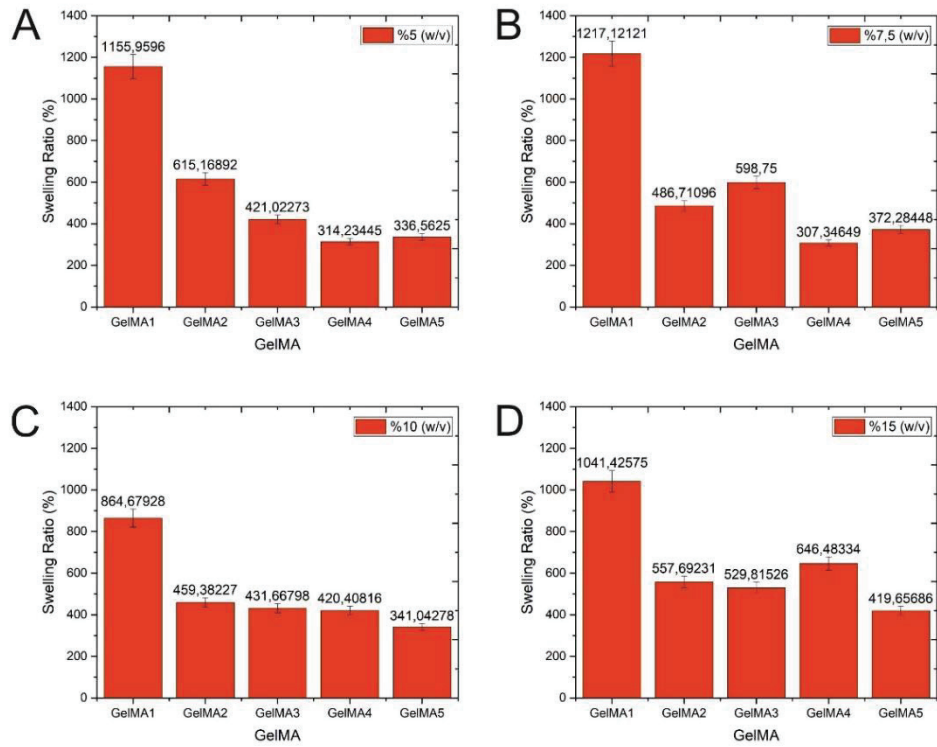 A
%5 (w/v)
1400
1200
1000
800
600
400
200
0
Swelling Ratio (%)
1155,9596
615,16892
421,02273
314,23445
336,5625
GelMA1 GelMA2 GelMA3 GelMA4 GelMA5
GelMA
B
%7,5 (w/v)
1400
1200
1000
800
600
400
200
0
Swelling Ratio (%)
1217,12121
486,71096
598,75
307,34649
372,28448
GelMA1 GelMA2 GelMA3 GelMA4 GelMA5
GelMA
C
%10 (w/v)
1400
1200
1000
800
600
400
200
0
Swelling Ratio (%)
864,67928
459,38227
431,66798
420,40816
341,04278
GelMA1 GelMA2 GelMA3 GelMA4 GelMA5
GelMA
D
%15 (w/v)
1400
1200
1000
800
600
400
200
0
Swelling Ratio (%)
1041,42575
557,69231
529,81526
646,48334
419,65686
GelMA1 GelMA2 GelMA3 GelMA4 GelMA5
GelMA